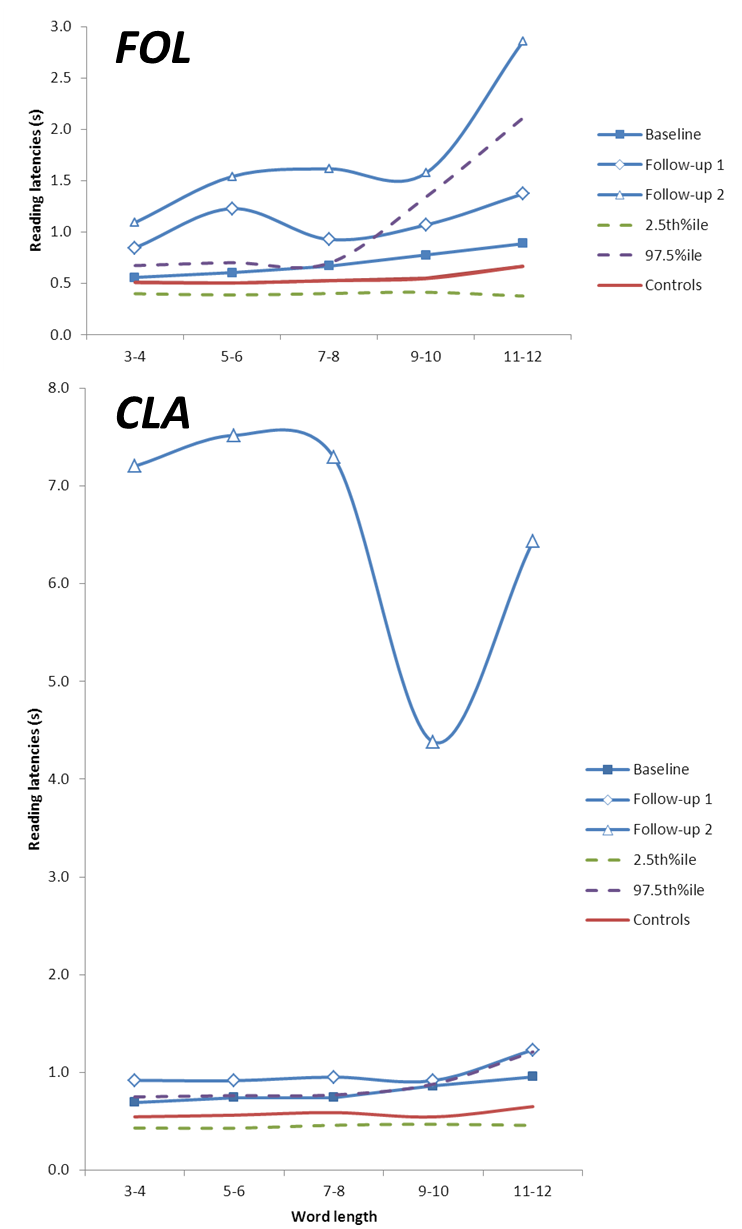 FOL
3.0
2.5
2.0
1.5
1.0
0.5
0.0
Reading latencies (s)
3-4 5-6 7-8 9-10 11-12
Baseline
Follow-up 1
Follow-up 2
2.5th%ile
97.5%ile
Controls
CLA
8.0
7.0
6.0
5.0
4.0
3.0
2.0
1.0
0.0
Reading latencies (s)
3-4 5-6 7-8 9-10 11-12
Word length
Baseline
Follow-up 1
Follow-up 2
2.5th%ile
97.5th%ile
Controls